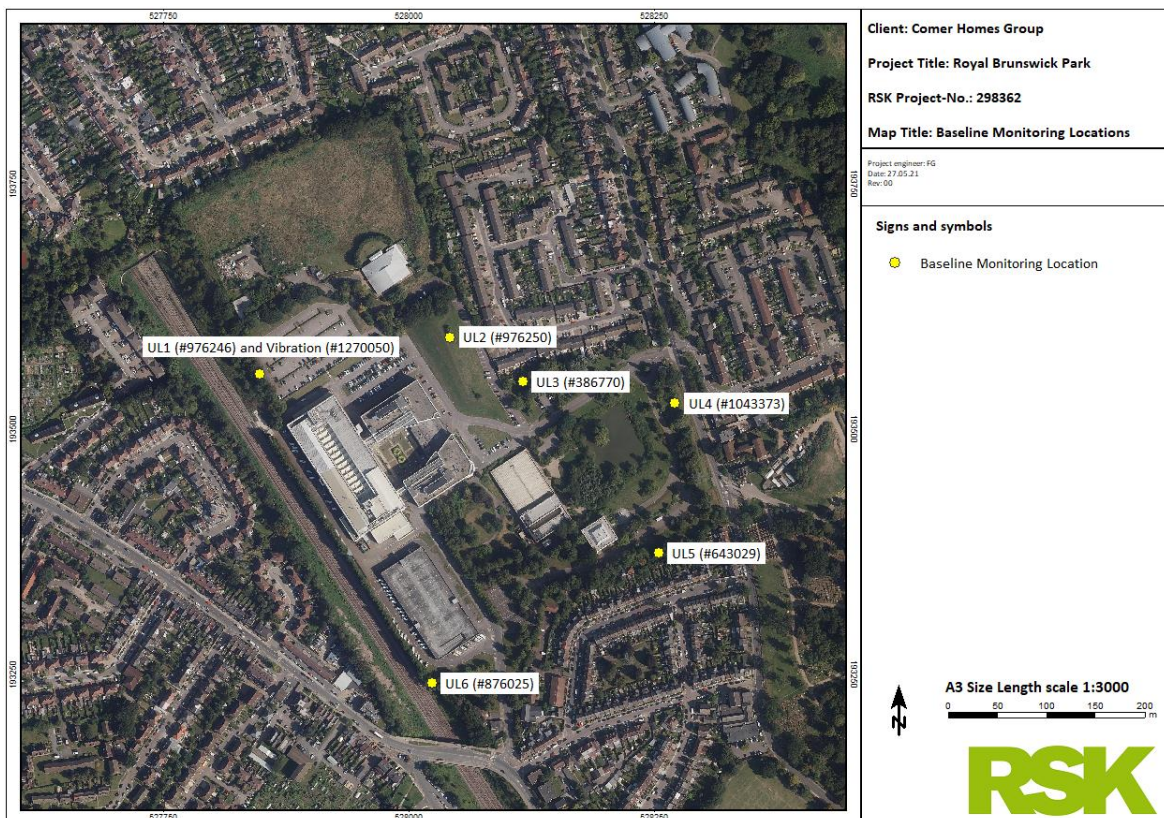 527750
528000
528250
193750
193750
193500
193500
193250
193250
UL1 (#976246) and Vibration (#1270050)
UL2 (#976250)
UL3 (#386770)
UL4 (#1043373)
UL5 (#643029)
UL6 (#876025)
527750
528000
528250
Client: Comer Homes Group
Project Title: Royal Brunswick Park
RSK Project-No.: 298362
Map Title: Baseline Monitoring Locations
Project engineer: FG
Date: 27.05.21
Rev: 00
Signs and symbols
Baseline Monitoring Location
A3 Size Length scale 1:3000
0 50 100 150 200
m
N
RSK